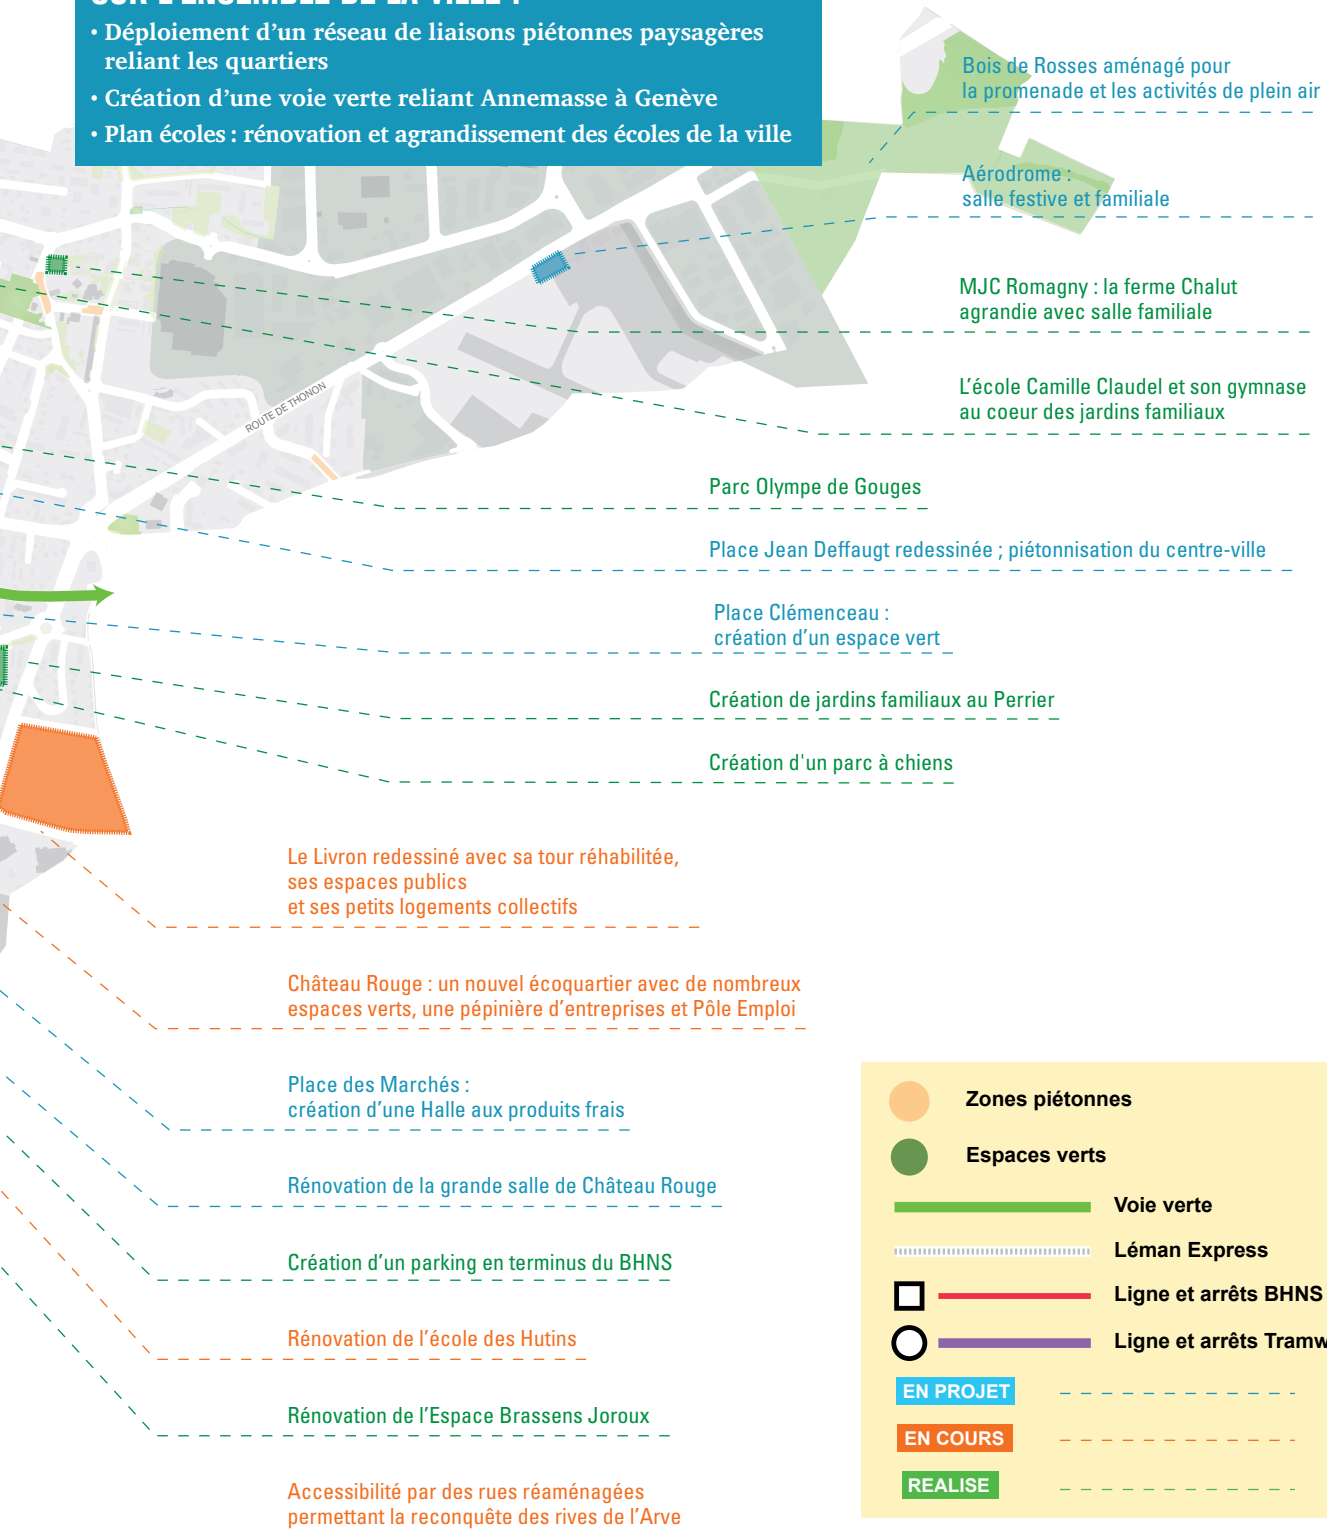 SUR L'ENSEMBLE DE LA VILLE :
• Déploiement d’un réseau de liaisons piétonnes paysagères
reliant les quartiers
• Création d’une voie verte reliant Annemasse à Genève
• Plan écoles : rénovation et agrandissement des écoles de la ville
Bois de Rosses aménagé pour
la promenade et les activités de plein air
Aérodrome :
salle festive et familiale
MJC Romagny : la ferme Chalut
agrandie avec salle familiale
L’école Camille Claudel et son gymnase
au coeur des jardins familiaux
ROUTE DE THONON
Parc Olympe de Gouges
Place Jean Deffaugt redessinée ; piétonnisation du centre-ville
Place Clémenceau :
création d’un espace vert
Création de jardins familiaux au Perrier
Création d'un parc à chiens
Le Livron redessiné avec sa tour réhabilitée,
ses espaces publics
et ses petits logements collectifs
Château Rouge : un nouvel écoquartier avec de nombreux
espaces verts, une pépinière d’entreprises et Pôle Emploi
Place des Marchés :
création d’une Halle aux produits frais
Rénovation de la grande salle de Château Rouge
Création d’un parking en terminus du BHNS
Rénovation de l’école des Hutins
Rénovation de l’Espace Brassens Joroux
Accessibilité par des rues réaménagées
permettant la reconquête des rives de l’Arve
Zones piétonnes
Espaces verts
Voie verte
Léman Express
Ligne et arrêts BHNS
Ligne et arrêts Tramw
EN PROJET
EN COURS
REALISE